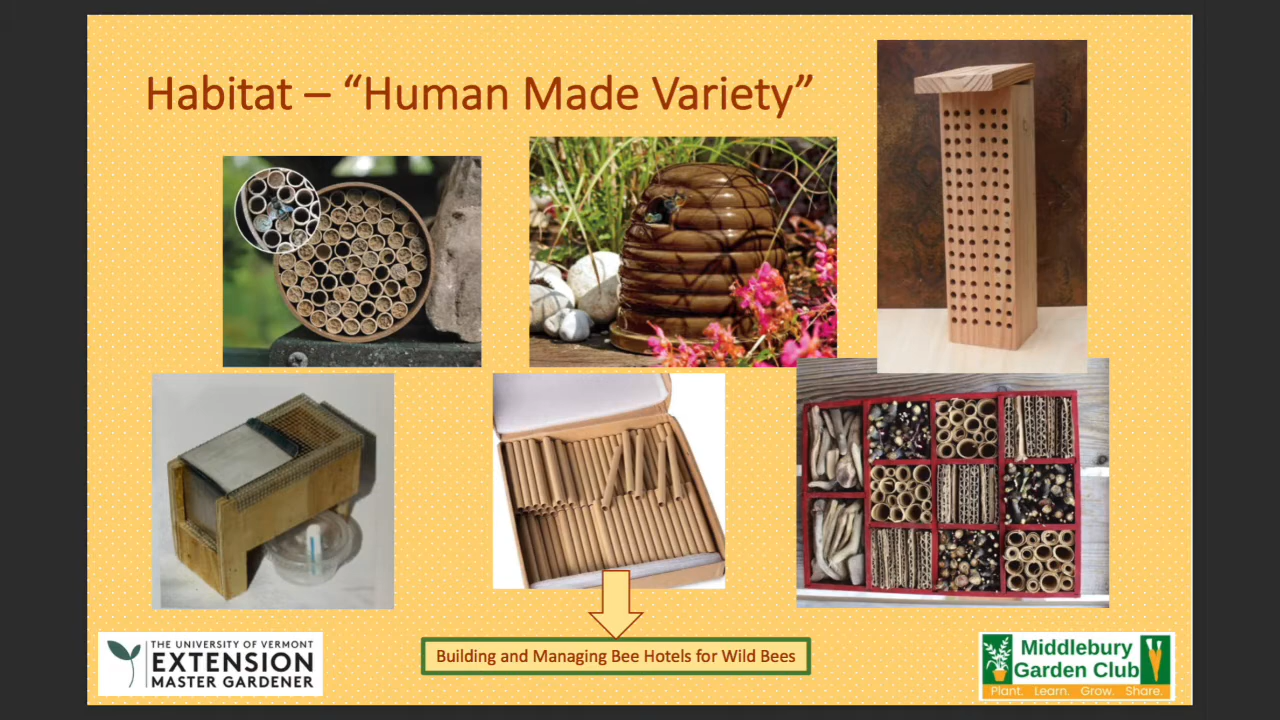 Habitat – “Human Made Variety”
Building and Managing Bee Hotels for Wild Bees
THE UNIVERSITY OF VERMONT
EXTENSION
MASTER GARDENER
Middlebury
Garden Club
Plant. Learn. Grow. Share.